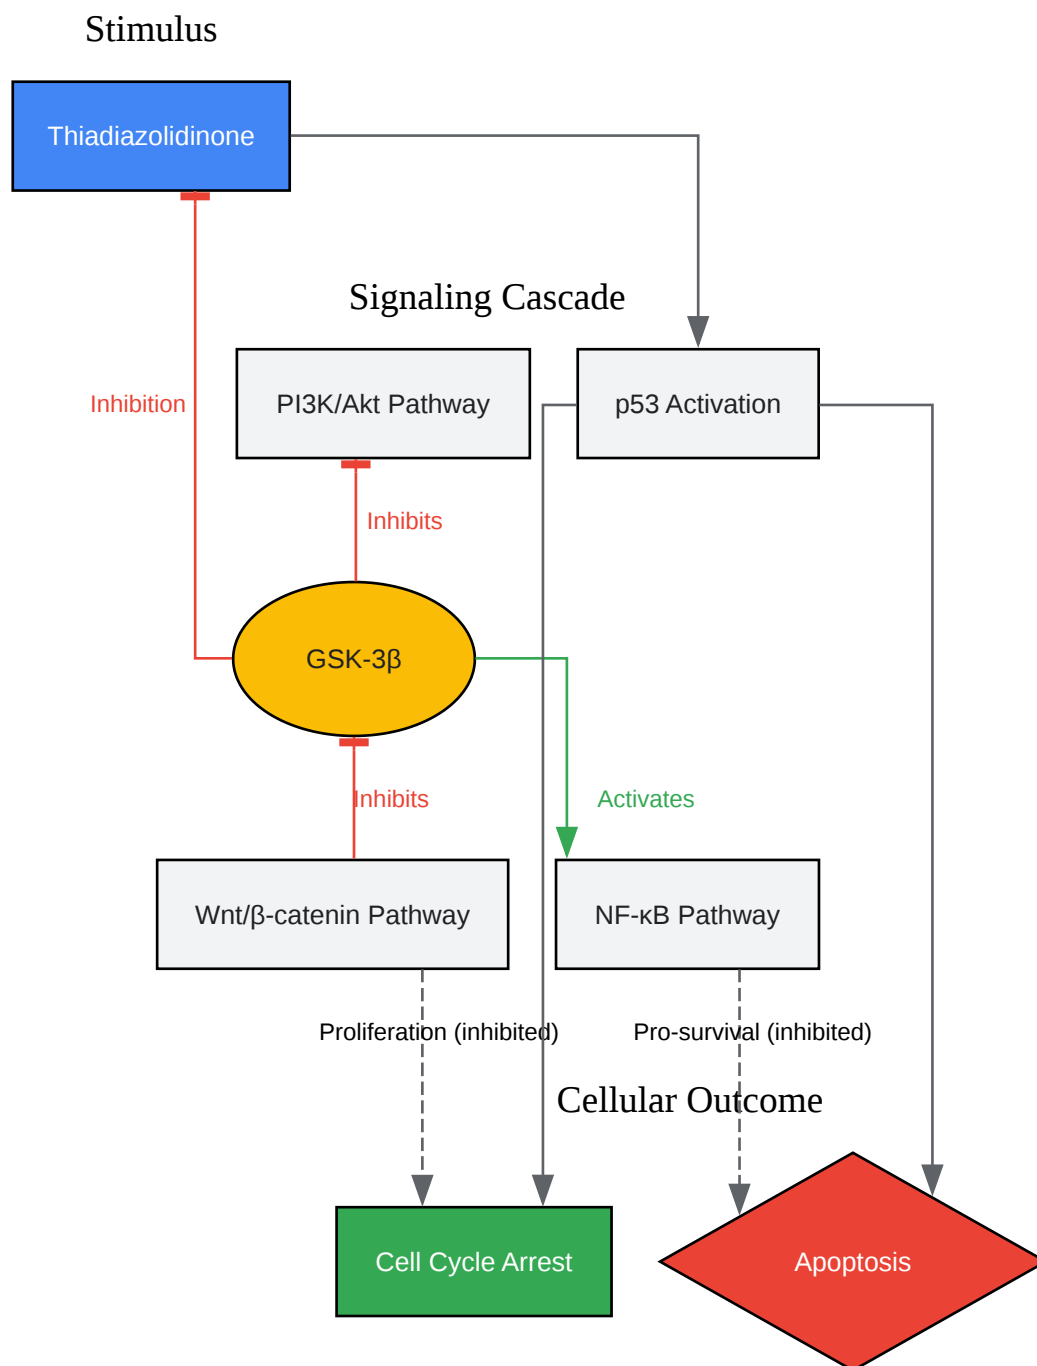 Stimulus
Thiadiazolidinone
Signaling Cascade
Inhibition
PI3K/Akt Pathway
p53 Activation
Inhibits
GSK-3β
Inhibits
Activates
Wnt/β-catenin Pathway
NF-κB Pathway
Proliferation (inhibited)
Pro-survival (inhibited)
Cellular Outcome
Cell Cycle Arrest
Apoptosis